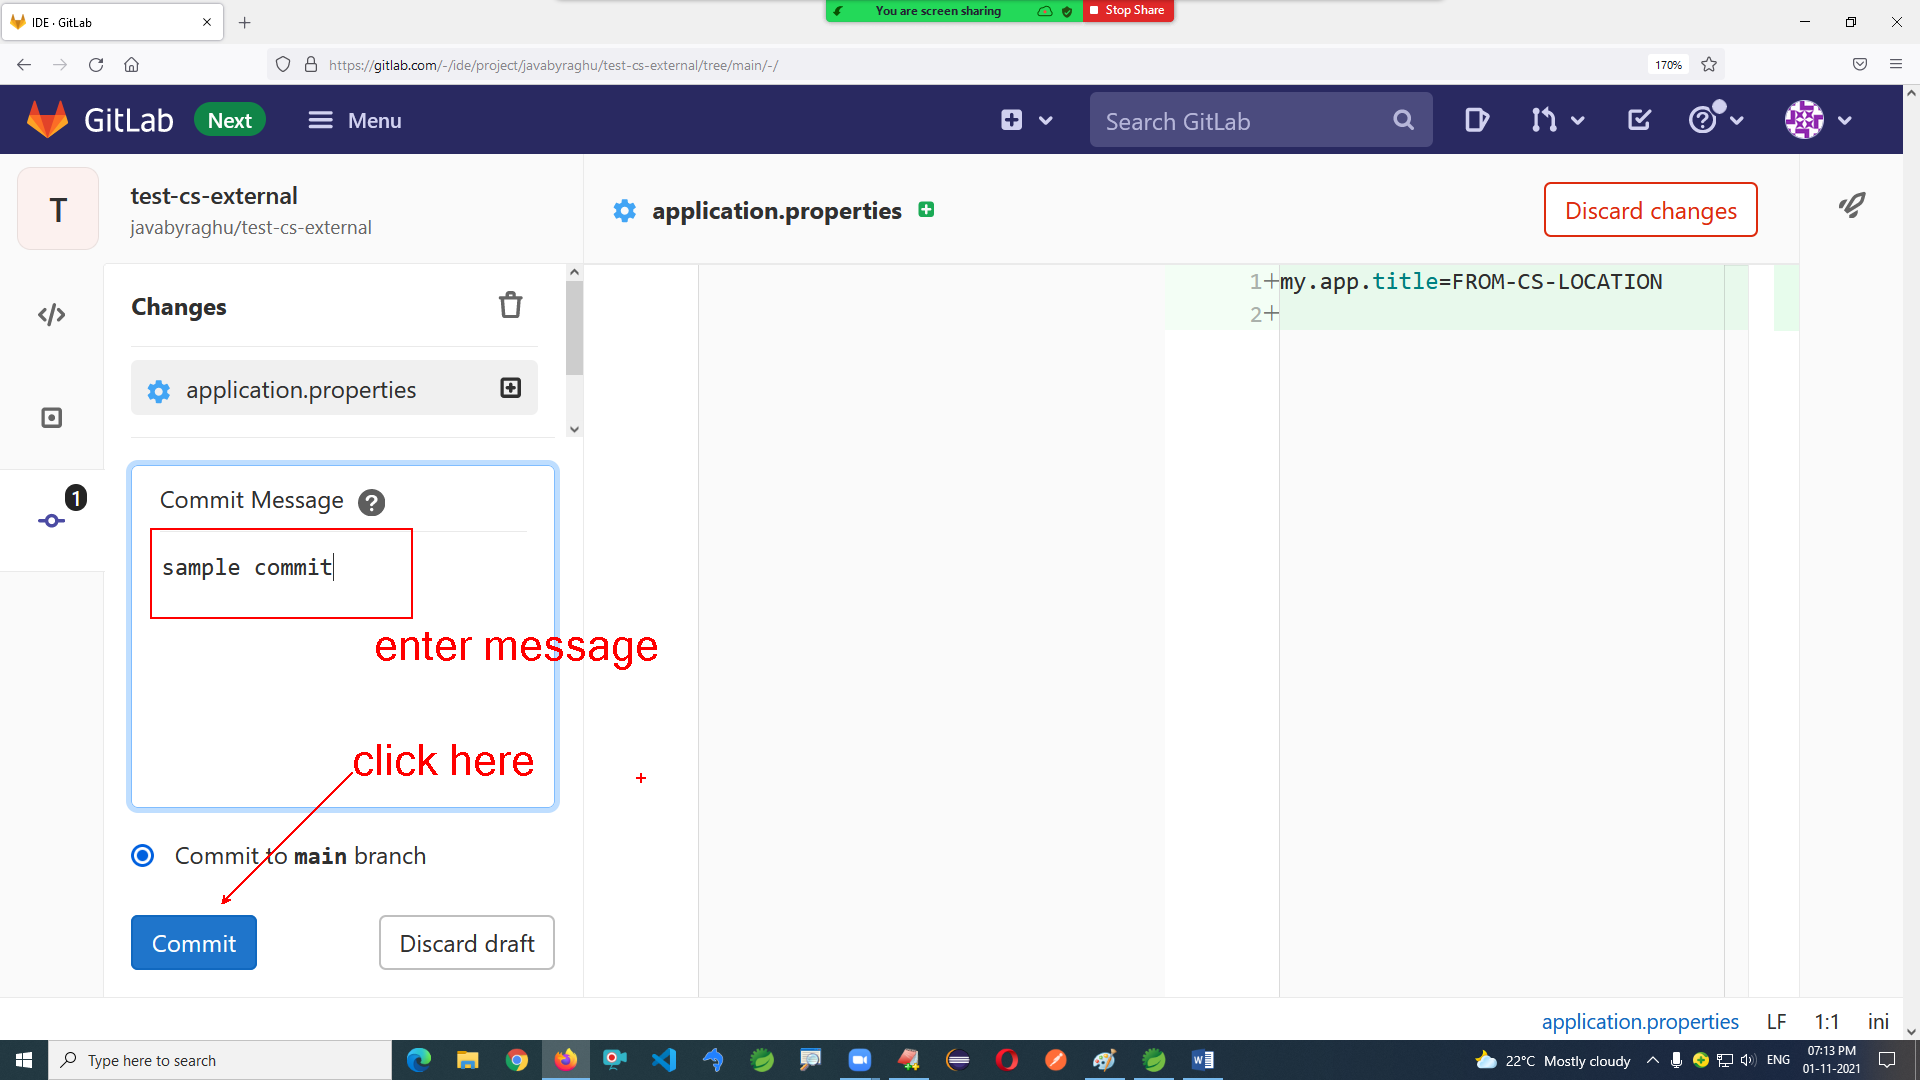 IDE · GitLab
You are screen sharing
Stop Share
https://gitlab.com/-/ide/project/javabyraghu/test-cs-external/tree/main/-/
170%
GitLab
Next
Menu
Search GitLab
T
test-cs-external
javabyraghu/test-cs-external
application.properties
Discard changes
Changes
application.properties
1
Commit Message
sample commit
enter message
click here
Commit to main branch
Commit
Discard draft
1+my.app.title=FROM-CS-LOCATION
2+
application.properties
LF
1:1
ini
Type here to search
22°C Mostly cloudy
ENG
07:13 PM
01-11-2021